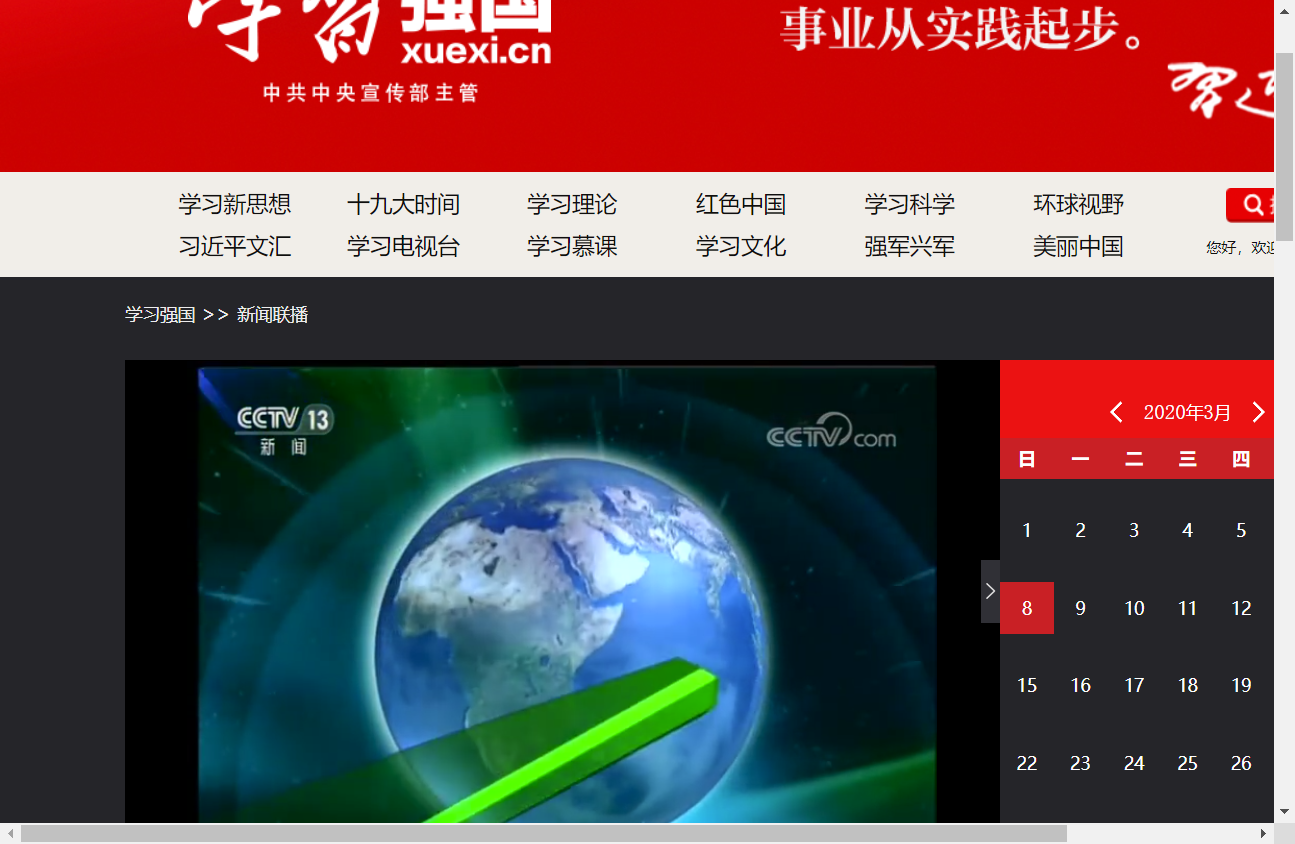 学习强国
xuexi.cn
中共中央宣传部主管
事业从实践起步。
学习新思想 十九大时间 学习理论 红色中国 学习科学 环球视野
习近平文汇 学习电视台 学习慕课 学习文化 强军兴军 美丽中国
您好，欢迎
学习强国 >> 新闻联播
CCTV 13
新闻
CCTV.com
2020年3月
日 一 二 三 四
1 2 3 4 5
8 9 10 11 12
15 16 17 18 19
22 23 24 25 26